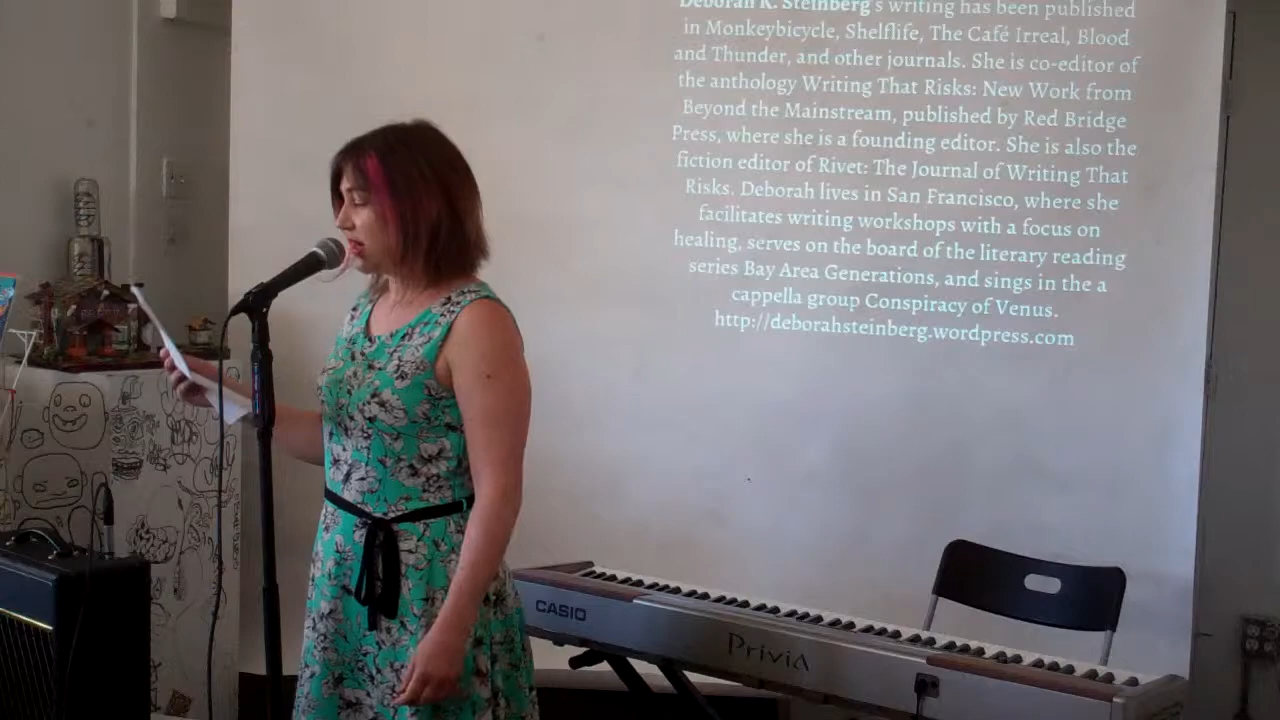 Deborah K. Steinberg's writing has been published
in Monkeybicycle, Shelflife, The Café Irreal, Blood
and Thunder, and other journals. She is co-editor of
the anthology Writing That Risks: New Work from
Beyond the Mainstream, published by Red Bridge
Press, where she is a founding editor. She is also the
fiction editor of Rivet: The Journal of Writing That
Risks. Deborah lives in San Francisco, where she
facilitates writing workshops with a focus on
healing, serves on the board of the literary reading
series Bay Area Generations, and sings in the a
cappella group Conspiracy of Venus.
http://deborahsteinberg.wordpress.com
CASIO
Privia